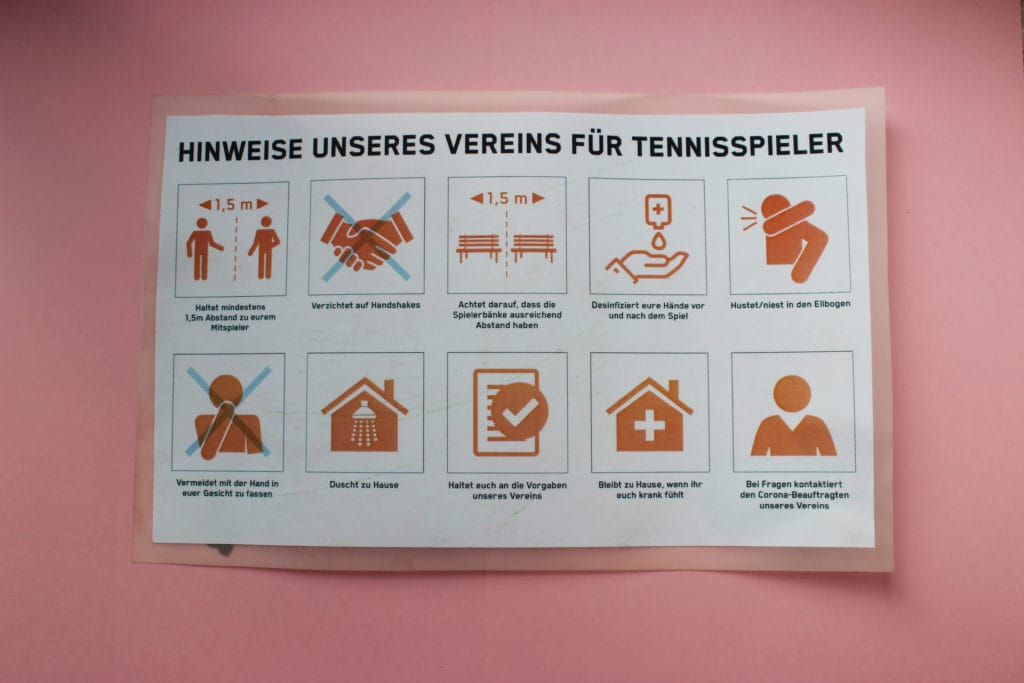 HINWEISE UNSERES VEREINS FÜR TENNISSPIELER
1,5 m
1,5 m
Haltet mindestens
1,5m Abstand zu eurem
Mitspieler
Verzichtet auf Handshakes
Achtet darauf, dass die
Spielerbänke ausreichend
Abstand haben
Desinfiziert eure Hände vor
und nach dem Spiel
Hustet/niest in den Ellbogen
Vermeidet mit der Hand in
euer Gesicht zu fassen
Duscht zu Hause
Haltet euch an die Vorgaben
unseres Vereins
Bleibt zu Hause, wenn ihr
euch krank fühlt
Bei Fragen kontaktiert
den Corona-Beauftragten
unseres Vereins